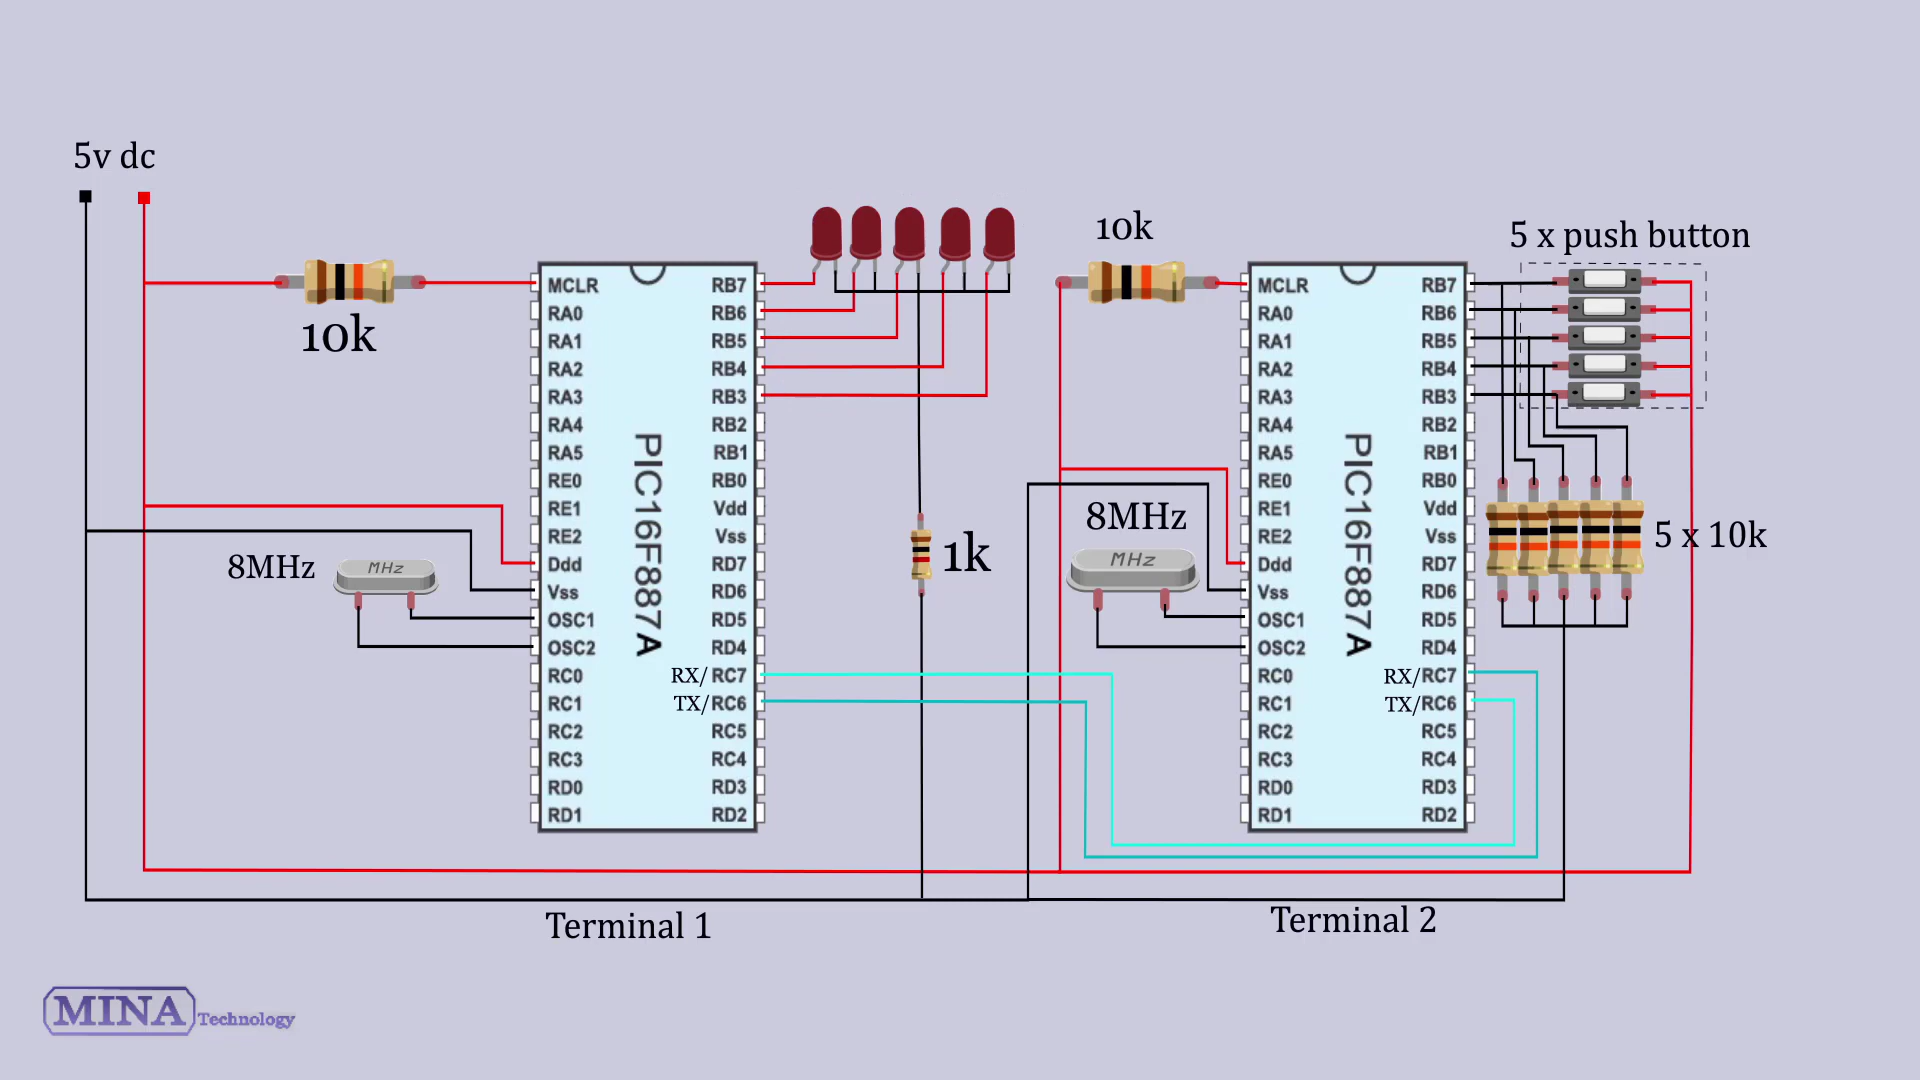 5v dc
10k
5 x push button
10k
MCLR
RA0
RA1
RA2
RA3
RA4
RA5
RE0
RE1
RE2
Ddd
Vss
OSC1
OSC2
RC0
RC1
RC2
RC3
RD0
RD1
PIC16F887A
RB7
RB6
RB5
RB4
RB3
RB2
RB1
RB0
Vdd
Vss
RD7
RD6
RD5
RD4
RX/ RC7
TX/ RC6
RC5
RC4
RD3
RD2
8MHz
MHz
1k
8MHz
MHz
MCLR
RA0
RA1
RA2
RA3
RA4
RA5
RE0
RE1
RE2
Ddd
Vss
OSC1
OSC2
RC0
RC1
RC2
RC3
RD0
RD1
PIC16F887A
RB7
RB6
RB5
RB4
RB3
RB2
RB1
RB0
Vdd
Vss
RD7
RD6
RD5
RD4
RX/RC7
TX/RC6
RC5
RC4
RD3
RD2
5 x 10k
Terminal 1
Terminal 2
MINA Technology